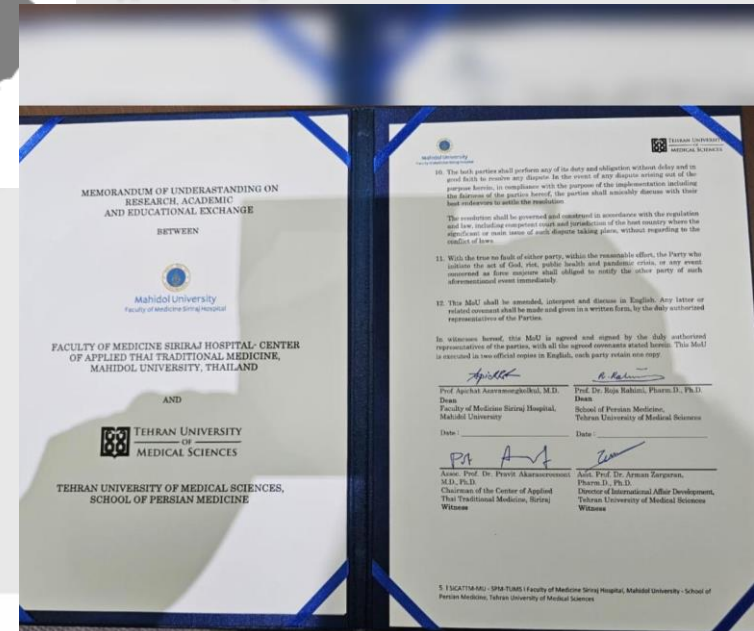 MEMORANDUM OF UNDERASTANDING ON
RESEARCH, ACADEMIC
AND EDUCATIONAL EXCHANGE
BETWEEN
Mahidol University
Faculty of Medicine Siriraj Hospital
FACULTY OF MEDICINE SIRIRAJ HOSPITAL- CENTER
OF APPLIED THAI TRADITIONAL MEDICINE,
MAHIDOL UNIVERSITY, THAILAND
AND
TEHRAN UNIVERSITY
OF
MEDICAL SCIENCES
TEHRAN UNIVERSITY OF MEDICAL SCIENCES,
SCHOOL OF PERSIAN MEDICINE
Mahidol University
Faculty of Medicine Siriraj Hospital
TEHRAN UNIVERSITY
OF
MEDICAL SCIENCES
10. The both parties shall perform any of its duty and obligation without delay and in
good faith to resolve any dispute. In the event of any dispute arising out of the
purpose herein, in compliance with the purpose of the implementation including
the fairness of the parties hereof, the parties shall amicably discuss with their
best endeavors to settle the resolution
The resolution shall be governed and construed in accordance with the regulation
and law, including competent court and jurisdiction of the host country where the
significant or main issue of such dispute taking place, without regarding to the
conflict of laws.
11. With the true no fault of either party, within the reasonable effort, the Party who
initiate the act of God, riot, public health and pandemic crisis, or any event
concerned as force majeure shall obliged to notify the other party of such
aforementioned event immediately.
12. This MoU shall be amended, interpret and discuss in English. Any letter or
related covenant shall be made and given in a written form, by the duly authorized
representatives of the Parties.
In witnesses hereof, this MoU is agreed and signed by the duly authorized
representatives of the parties, with all the agreed covenants stated herein. This MoU
is executed in two official copies in English, each party retain one copy.
R. Rahimi
Prof Apichat Asavamongkolkul, M.D. Prof. Dr. Roja Rahimi, Pharm.D., Ph.D.
Dean Dean
Faculty of Medicine Siriraj Hospital, School of Persian Medicine,
Mahidol University Tehran University of Medical Sciences
Date : Date :
Assoc. Prof. Dr. Pravit Akarasereenont Asst. Prof. Dr. Arman Zargaran,
M.D., Ph.D. Pharm.D., Ph.D.
Chairman of the Center of Applied Director of International Affair Development,
Thai Traditional Medicine, Siriraj Tehran University of Medical Sciences
Witness Witness
5. | SICATTM-MU - SPM-TUMS | Faculty of Medicine Siriraj Hospital, Mahidol University - School of
Persian Medicine, Tehran University of Medical Sciences